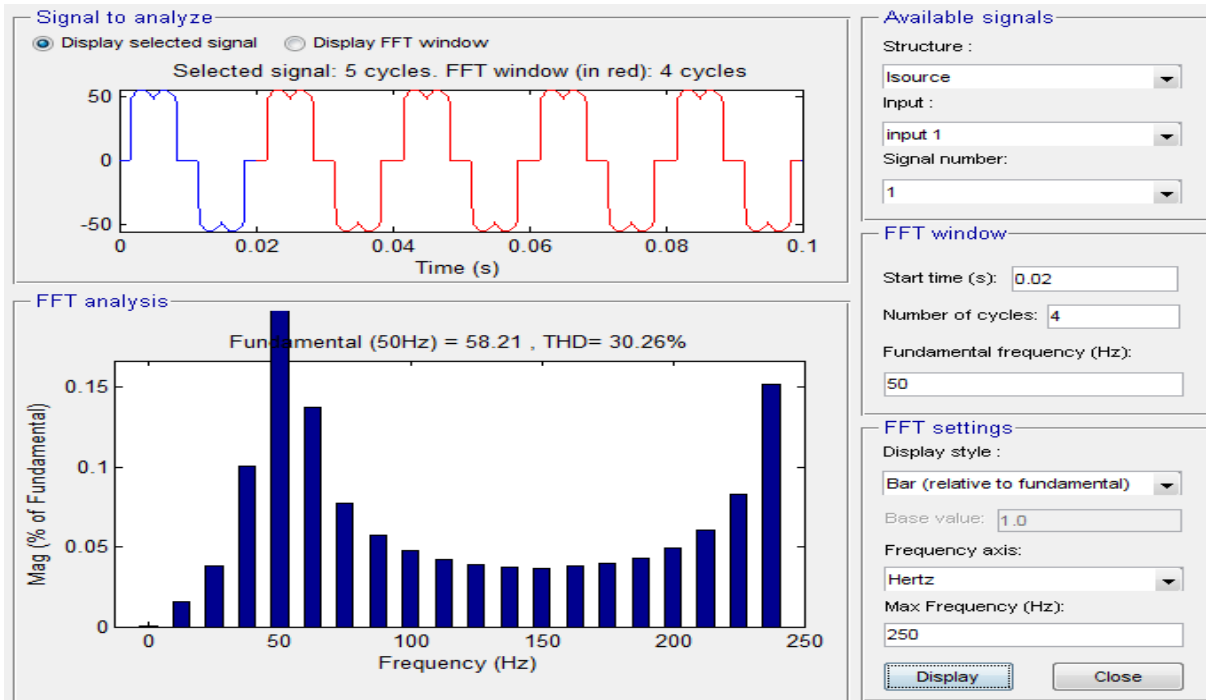 Signal to analyze
Display selected signal
Display FFT window
Selected signal: 5 cycles. FFT window (in red): 4 cycles
50
0
-50
0 0.02 0.04 0.06 0.08 0.1
Time (s)
FFT analysis
Fundamental (50Hz) = 58.21 , THD= 30.26%
Mag (% of Fundamental)
0.15
0.1
0.05
0
0 50 100 150 200 250
Frequency (Hz)
Available signals
Structure :
Isource
Input :
input 1
Signal number:
1
FFT window
Start time (s): 0.02
Number of cycles: 4
Fundamental frequency (Hz):
50
FFT settings
Display style :
Bar (relative to fundamental)
Base value: 1.0
Frequency axis:
Hertz
Max Frequency (Hz):
250
Display
Close